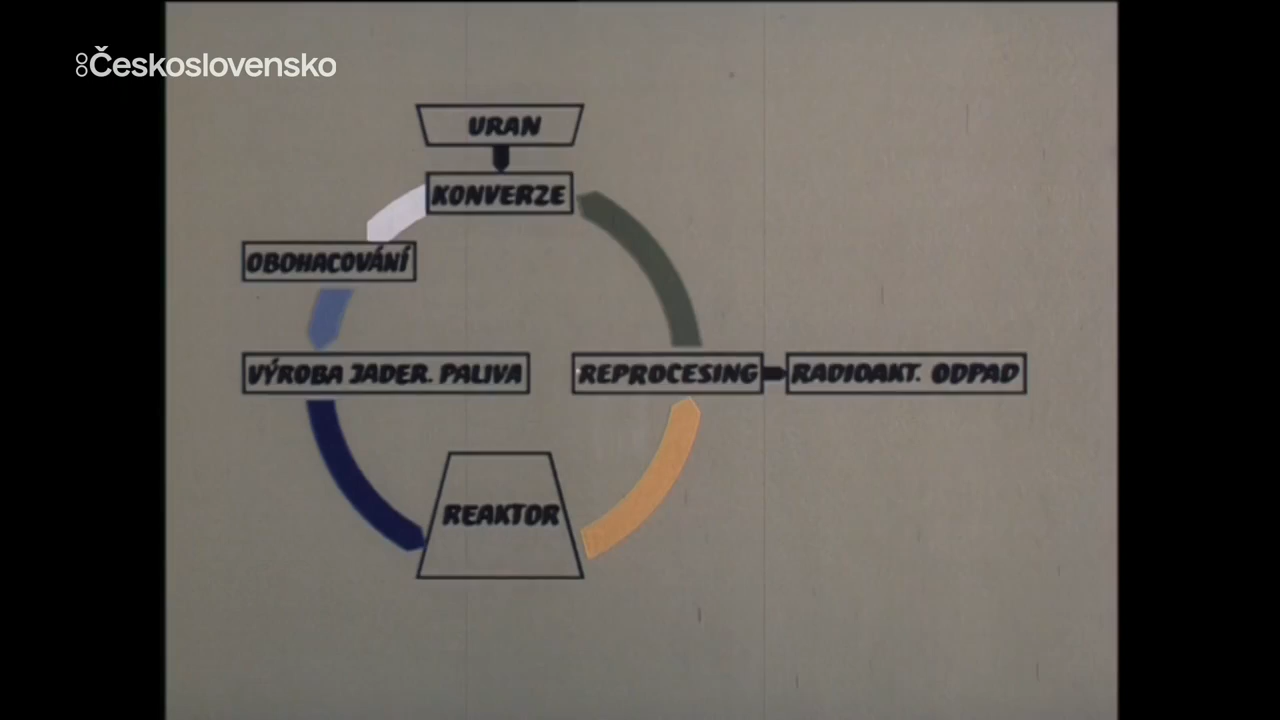 Československo
URAN
KONVERZE
OBOHACOVÁNÍ
VÝROBA JADER. PALIVA
REPROCESING
RADIOAKT. ODPAD
REAKTOR